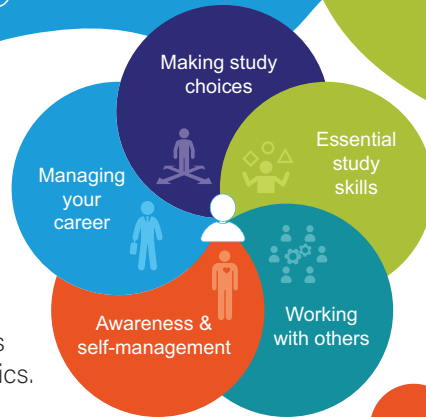 Making study
choices
Essential
study
skills
Managing
your
career
Awareness &
self-management
Working
with others
ics.